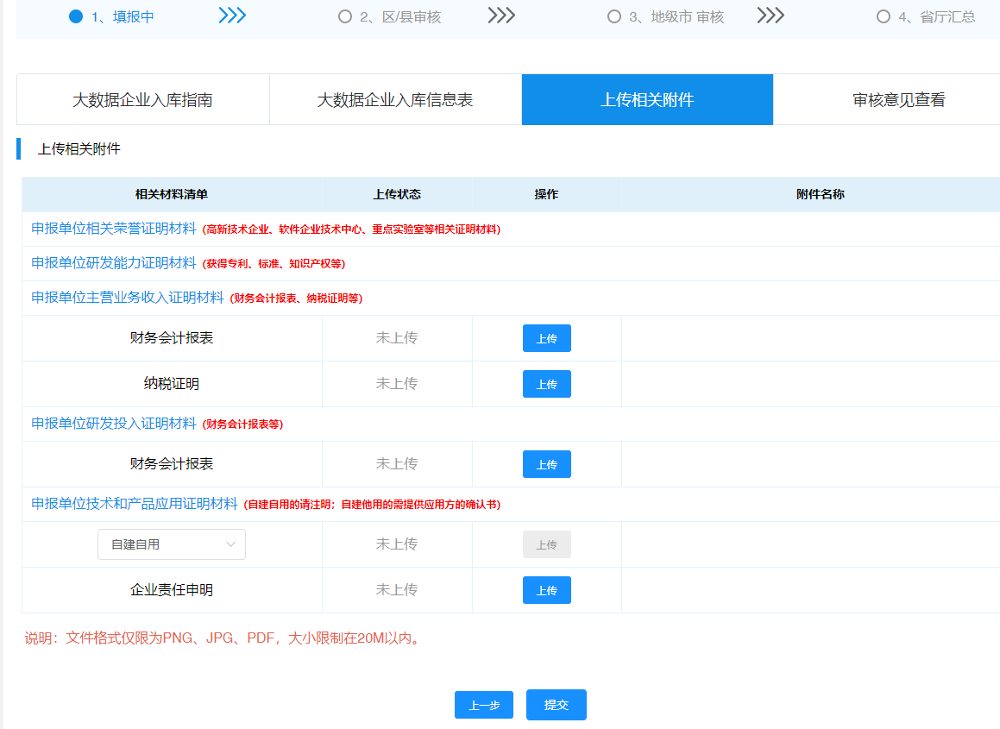 1、填报中 2、区/县审核 3、地级市 审核 4、省厅汇总
大数据企业入库指南 大数据企业入库信息表 上传相关附件 审核意见查看
上传相关附件
相关材料清单 上传状态 操作 附件名称
申报单位相关荣誉证明材料 (高新技术企业、软件企业技术中心、重点实验室等相关证明材料)
申报单位研发能力证明材料 (获得专利、标准、知识产权等)
申报单位主营业务收入证明材料 (财务会计报表、纳税证明等)
财务会计报表 未上传 上传
纳税证明 未上传 上传
申报单位研发投入证明材料 (财务会计报表等)
财务会计报表 未上传 上传
申报单位技术和产品应用证明材料 (自建自用的请注明；自建他用的需提供应用方的确认书)
自建自用 未上传 上传
企业责任申明 未上传 上传
说明：文件格式仅限为PNG、JPG、PDF，大小限制在20M以内。
上一步 提交